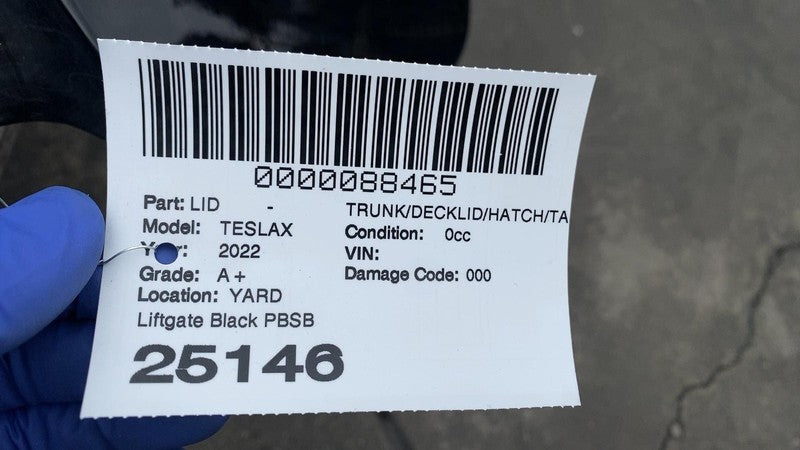 0000088465
Part: LID - TRUNK/DECKLID/HATCH/TA
Model: TESLAX Condition: 0cc
2022 VIN:
Grade: A+ Damage Code: 000
Location: YARD
Liftgate Black PBSB
25146